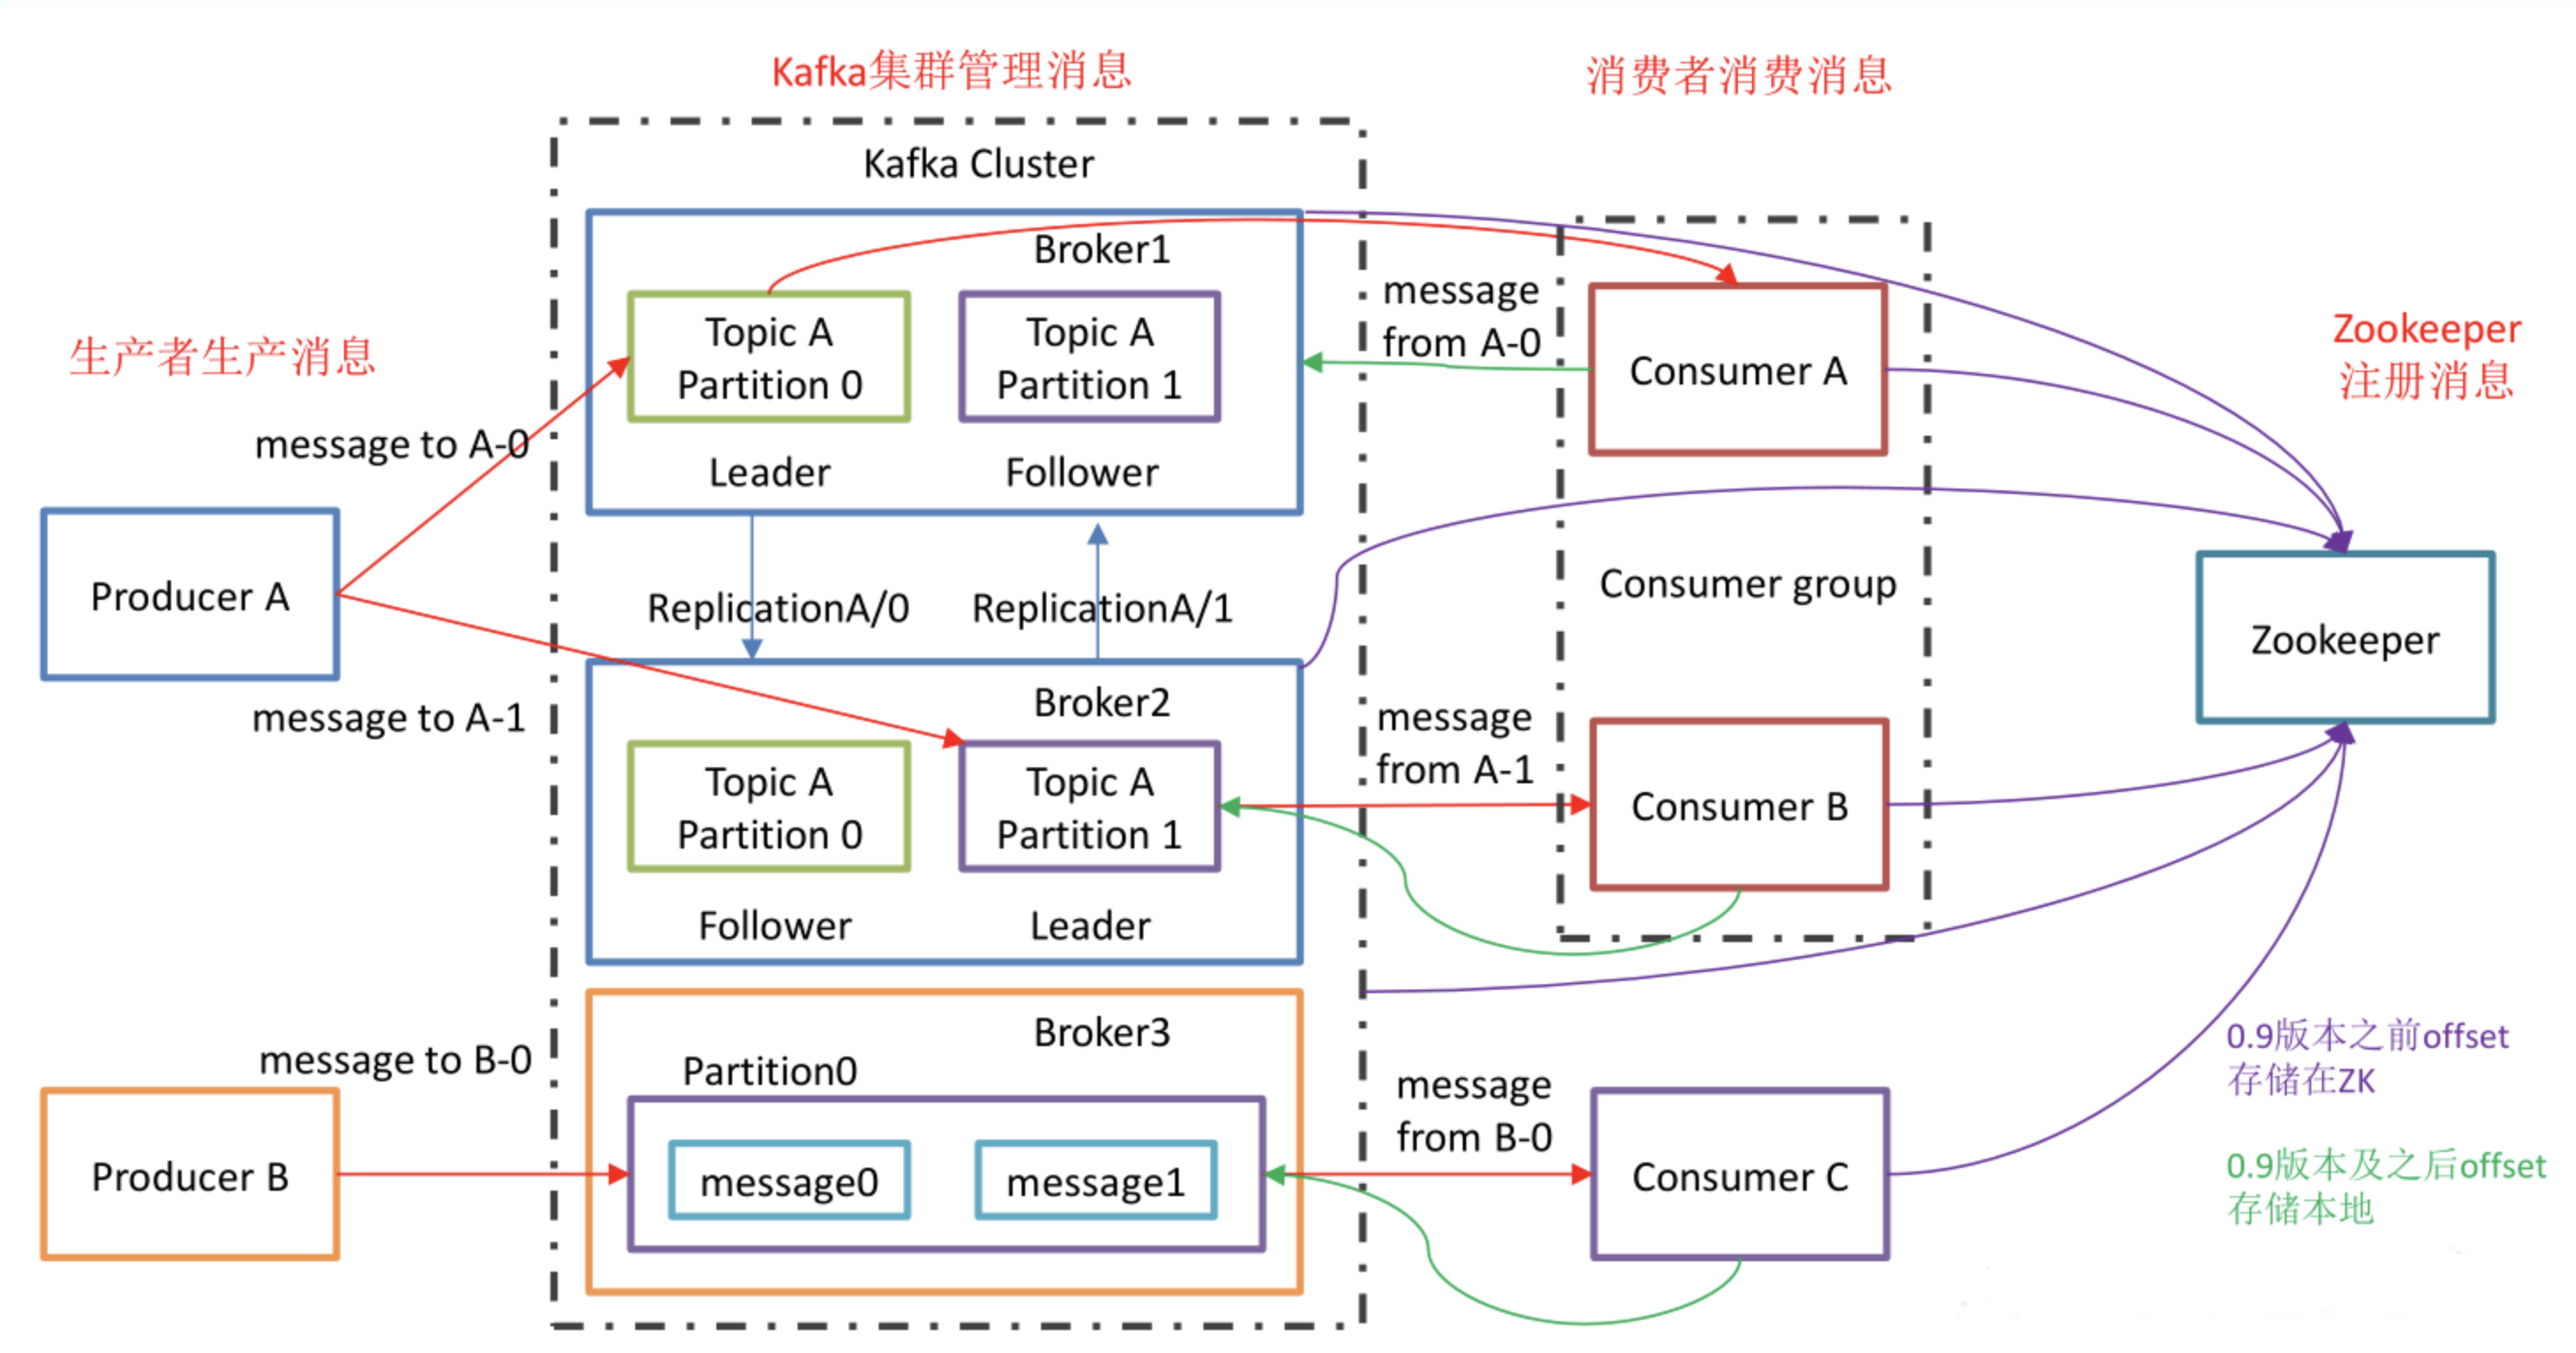 Kafka集群管理消息
消费者消费消息
Kafka Cluster
Broker1
message
from A-0
Topic A
Partition 0
Topic A
Partition 1
Consumer A
Zookeeper
注册消息
生产者生产消息
message to A-0
Leader
Follower
Producer A
ReplicationA/0
ReplicationA/1
Consumer group
Zookeeper
message to A-1
Broker2
message
from A-1
Topic A
Partition 0
Topic A
Partition 1
Consumer B
Follower
Leader
message to B-0
Broker3
Partition0
message
from B-0
0.9版本之前offset
存储在ZK
Producer B
message0
message1
Consumer C
0.9版本及之后offset
存储本地